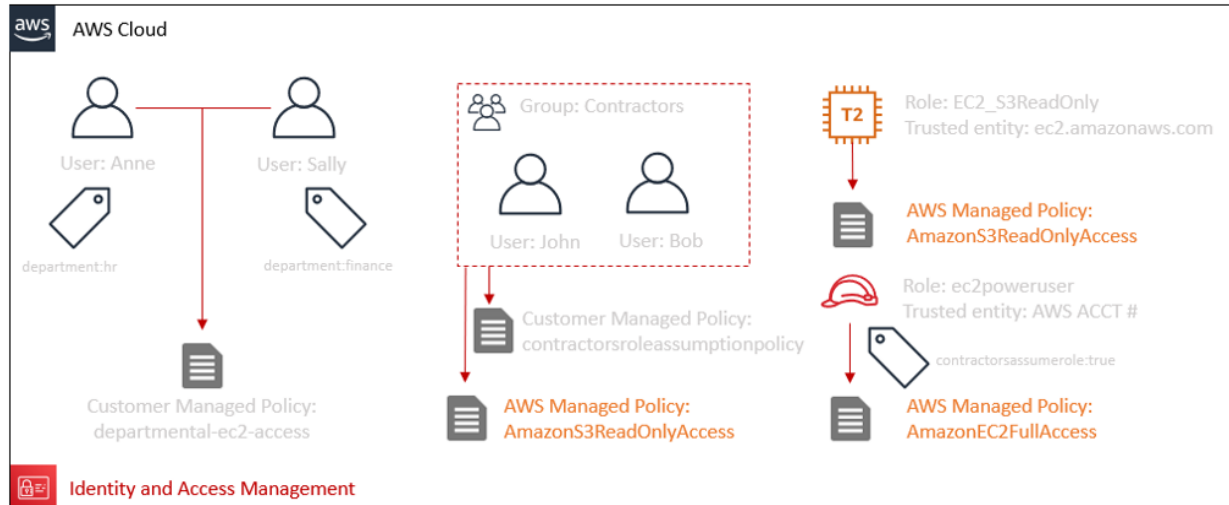 aws
AWS Cloud
User: Anne
User: Sally
department:hr
department:finance
Customer Managed Policy:
departmental-ec2-access
Group: Contractors
User: John
User: Bob
Customer Managed Policy:
contractorsroleassumptionpolicy
AWS Managed Policy:
AmazonS3ReadOnlyAccess
T2
Role: EC2_S3ReadOnly
Trusted entity: ec2.amazonaws.com
AWS Managed Policy:
AmazonS3ReadOnlyAccess
Role: ec2poweruser
Trusted entity: AWS ACCT #
contractorsassumerole:true
AWS Managed Policy:
AmazonEC2FullAccess
Identity and Access Management